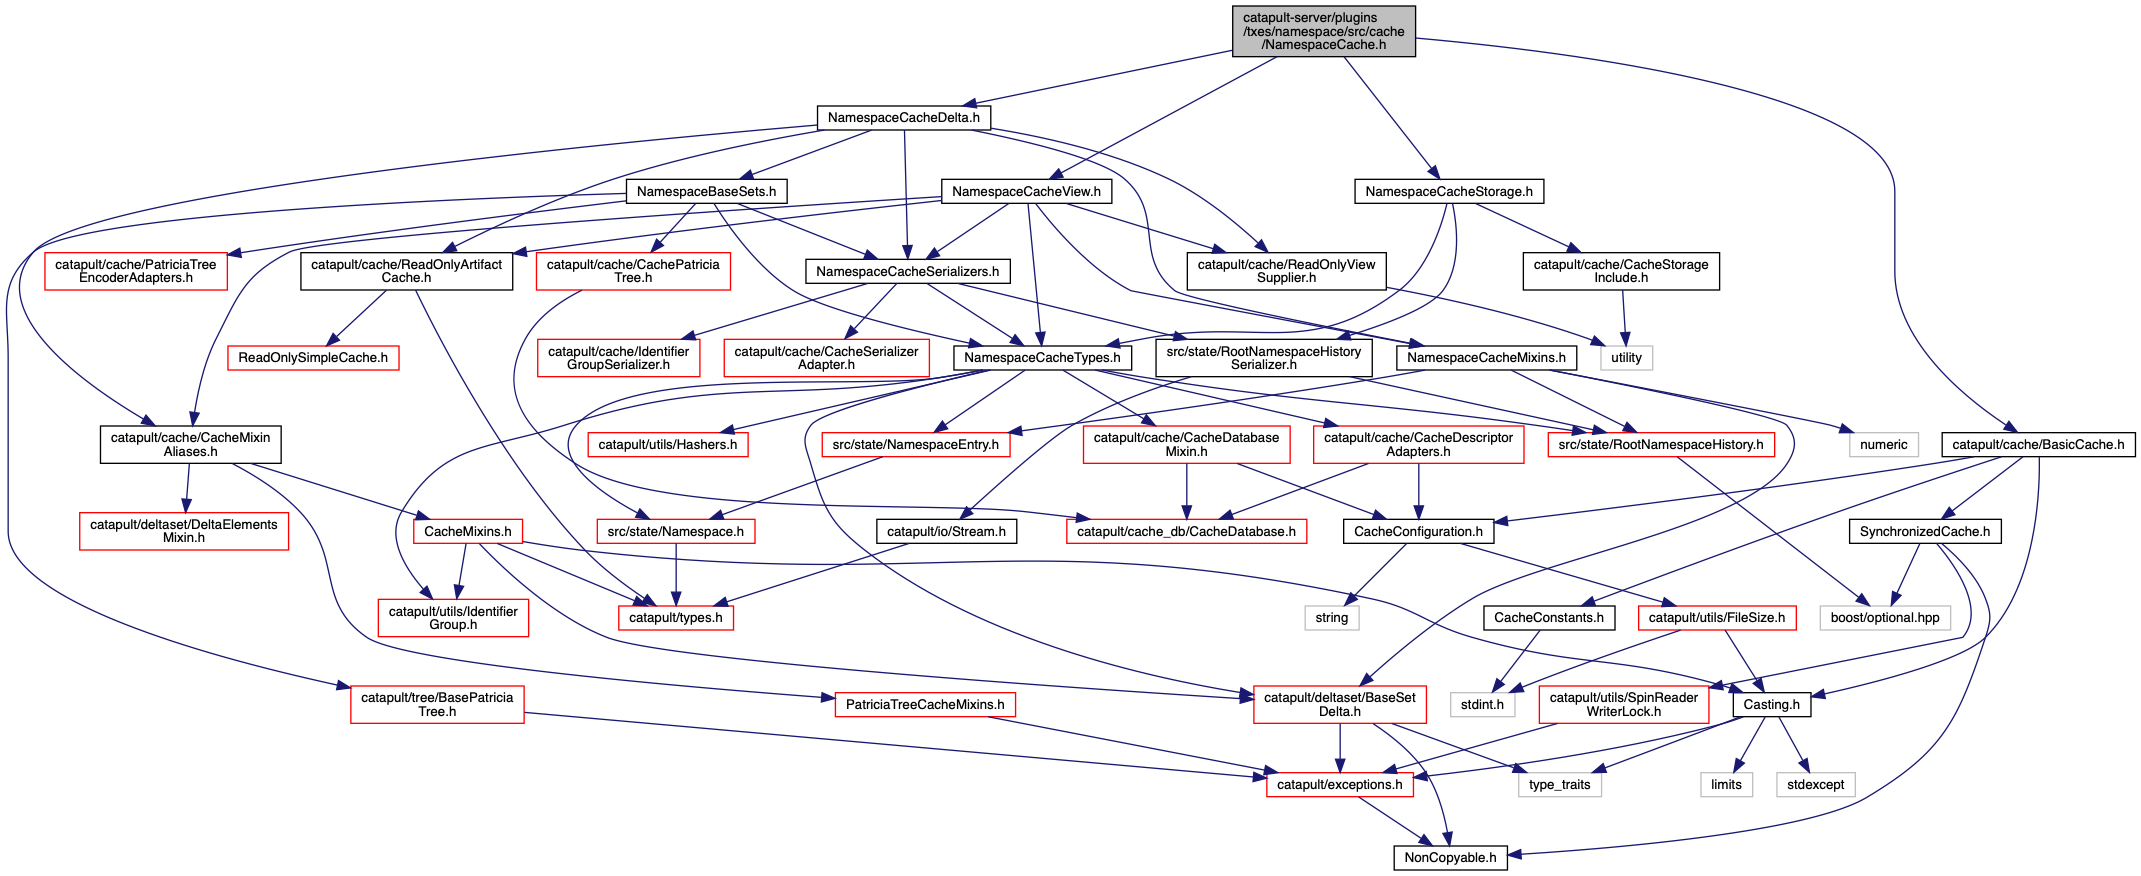 catapult-server/plugins
/txes/namespace/src/cache
/NamespaceCache.h
NamespaceCacheDelta.h
NamespaceBaseSets.h
NamespaceCacheView.h
NamespaceCacheStorage.h
catapult/cache/PatriciaTree
EncoderAdapters.h
catapult/cache/ReadOnlyArtifact
Cache.h
catapult/cache/CachePatricia
Tree.h
NamespaceCacheSerializers.h
catapult/cache/ReadOnlyView
Supplier.h
catapult/cache/CacheStorage
Include.h
ReadOnlySimpleCache.h
catapult/cache/Identifier
GroupSerializer.h
catapult/cache/CacheSerializer
Adapter.h
NamespaceCacheTypes.h
src/state/RootNamespaceHistory
Serializer.h
NamespaceCacheMixins.h
utility
catapult/cache/CacheMixin
Aliases.h
catapult/utils/Hashers.h
src/state/NamespaceEntry.h
catapult/cache/CacheDatabase
Mixin.h
catapult/cache/CacheDescriptor
Adapters.h
src/state/RootNamespaceHistory.h
numeric
catapult/cache/BasicCache.h
catapult/deltaset/DeltaElements
Mixin.h
CacheMixins.h
src/state/Namespace.h
catapult/io/Stream.h
catapult/cache_db/CacheDatabase.h
CacheConfiguration.h
SynchronizedCache.h
catapult/utils/Identifier
Group.h
catapult/types.h
string
CacheConstants.h
catapult/utils/FileSize.h
boost/optional.hpp
catapult/tree/BasePatricia
Tree.h
PatriciaTreeCacheMixins.h
catapult/deltaset/BaseSet
Delta.h
stdint.h
catapult/utils/SpinReader
WriterLock.h
Casting.h
catapult/exceptions.h
type_traits
limits
stdexcept
NonCopyable.h